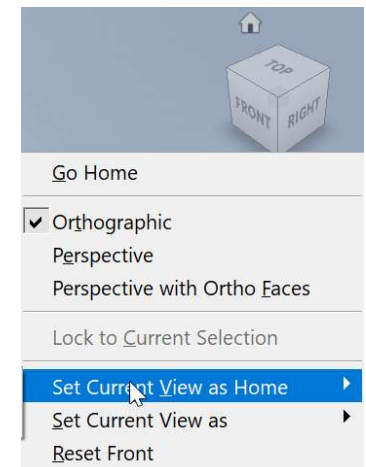 TOP
FRONT
RIGHT
Go Home
Orthographic
Perspective
Perspective with Ortho Faces
Lock to Current Selection
Set Current View as Home
Set Current View as
Reset Front